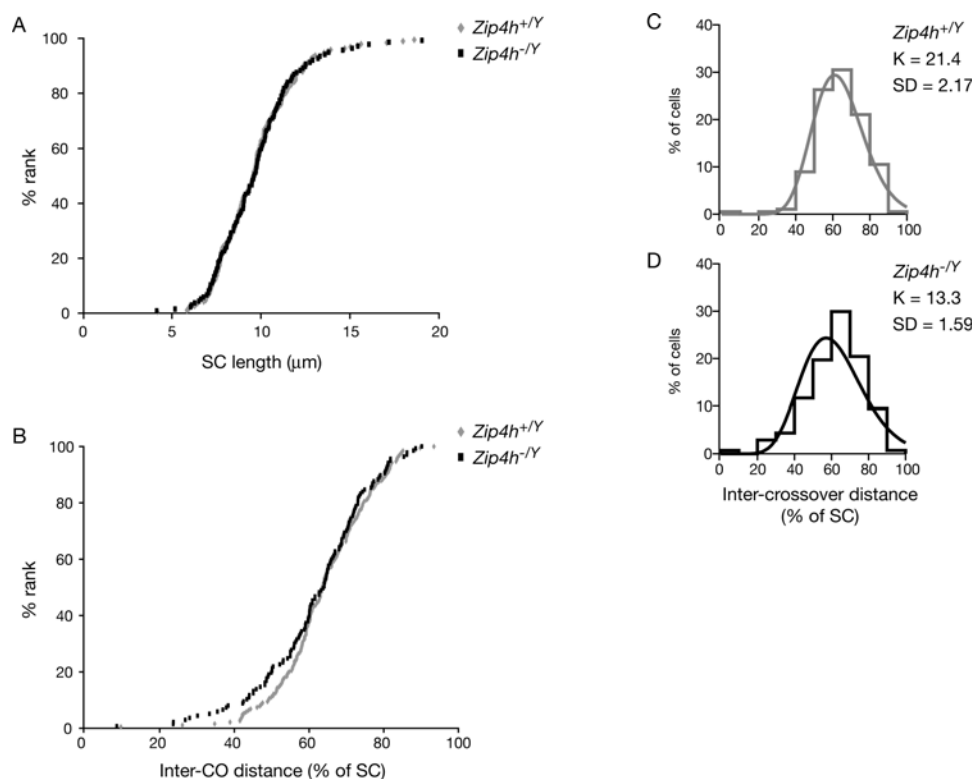 A
Zip4h+/Y
Zip4h-/Y
100
80
60
40
20
0
% rank
0 5 10 15 20
SC length (μm)
B
Zip4h+/Y
Zip4h-/Y
100
80
60
40
20
0
% rank
0 20 40 60 80 100
Inter-CO distance (% of SC)
C
Zip4h+/Y
K = 21.4
SD = 2.17
40
30
20
10
0
% of cells
0 20 40 60 80 100
D
Zip4h-/Y
K = 13.3
SD = 1.59
40
30
20
10
0
% of cells
0 20 40 60 80 100
Inter-crossover distance
(% of SC)